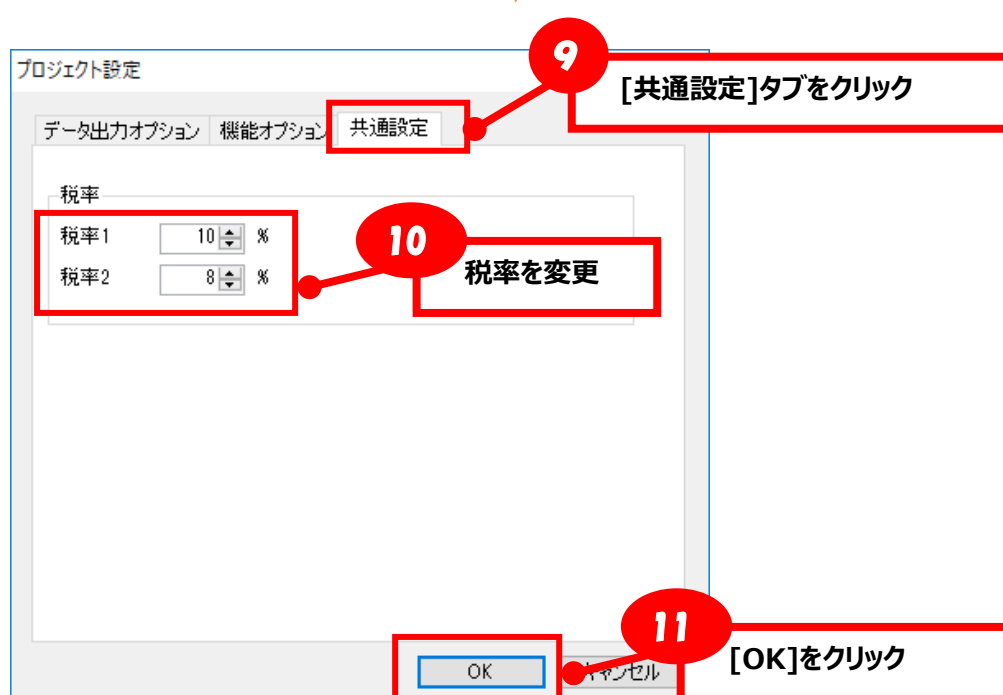 プロジェクト設定
9
[共通設定]タブをクリック
データ出力オプション 機能オプション 共通設定
税率
税率1 10 %
10
税率を変更
税率2 8 %
11
[OK]をクリック
OK キャンセル